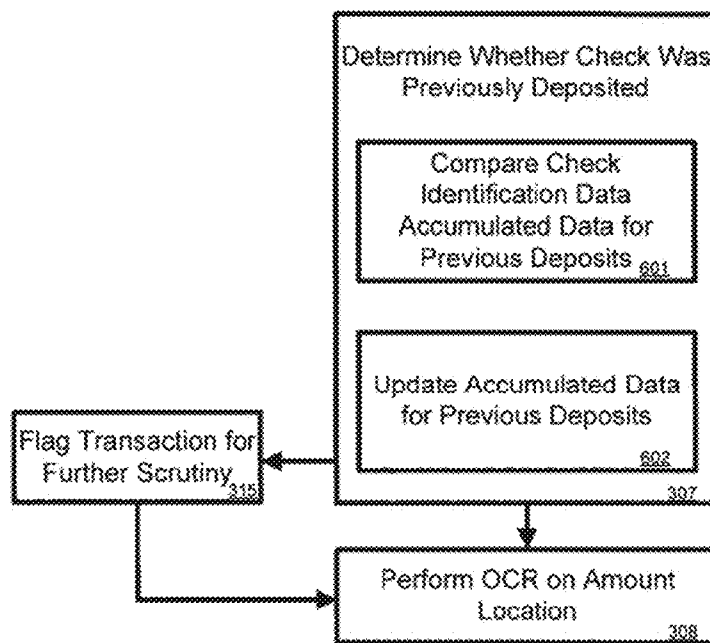 Determine Whether Check Was
Previously Deposited
Compare Check
Identification Data
Accumulated Data for
Previous Deposits 601
Update Accumulated Data
for Previous Deposits
602
307
Flag Transaction for
Further Scrutiny
315
Perform OCR on Amount
Location
308